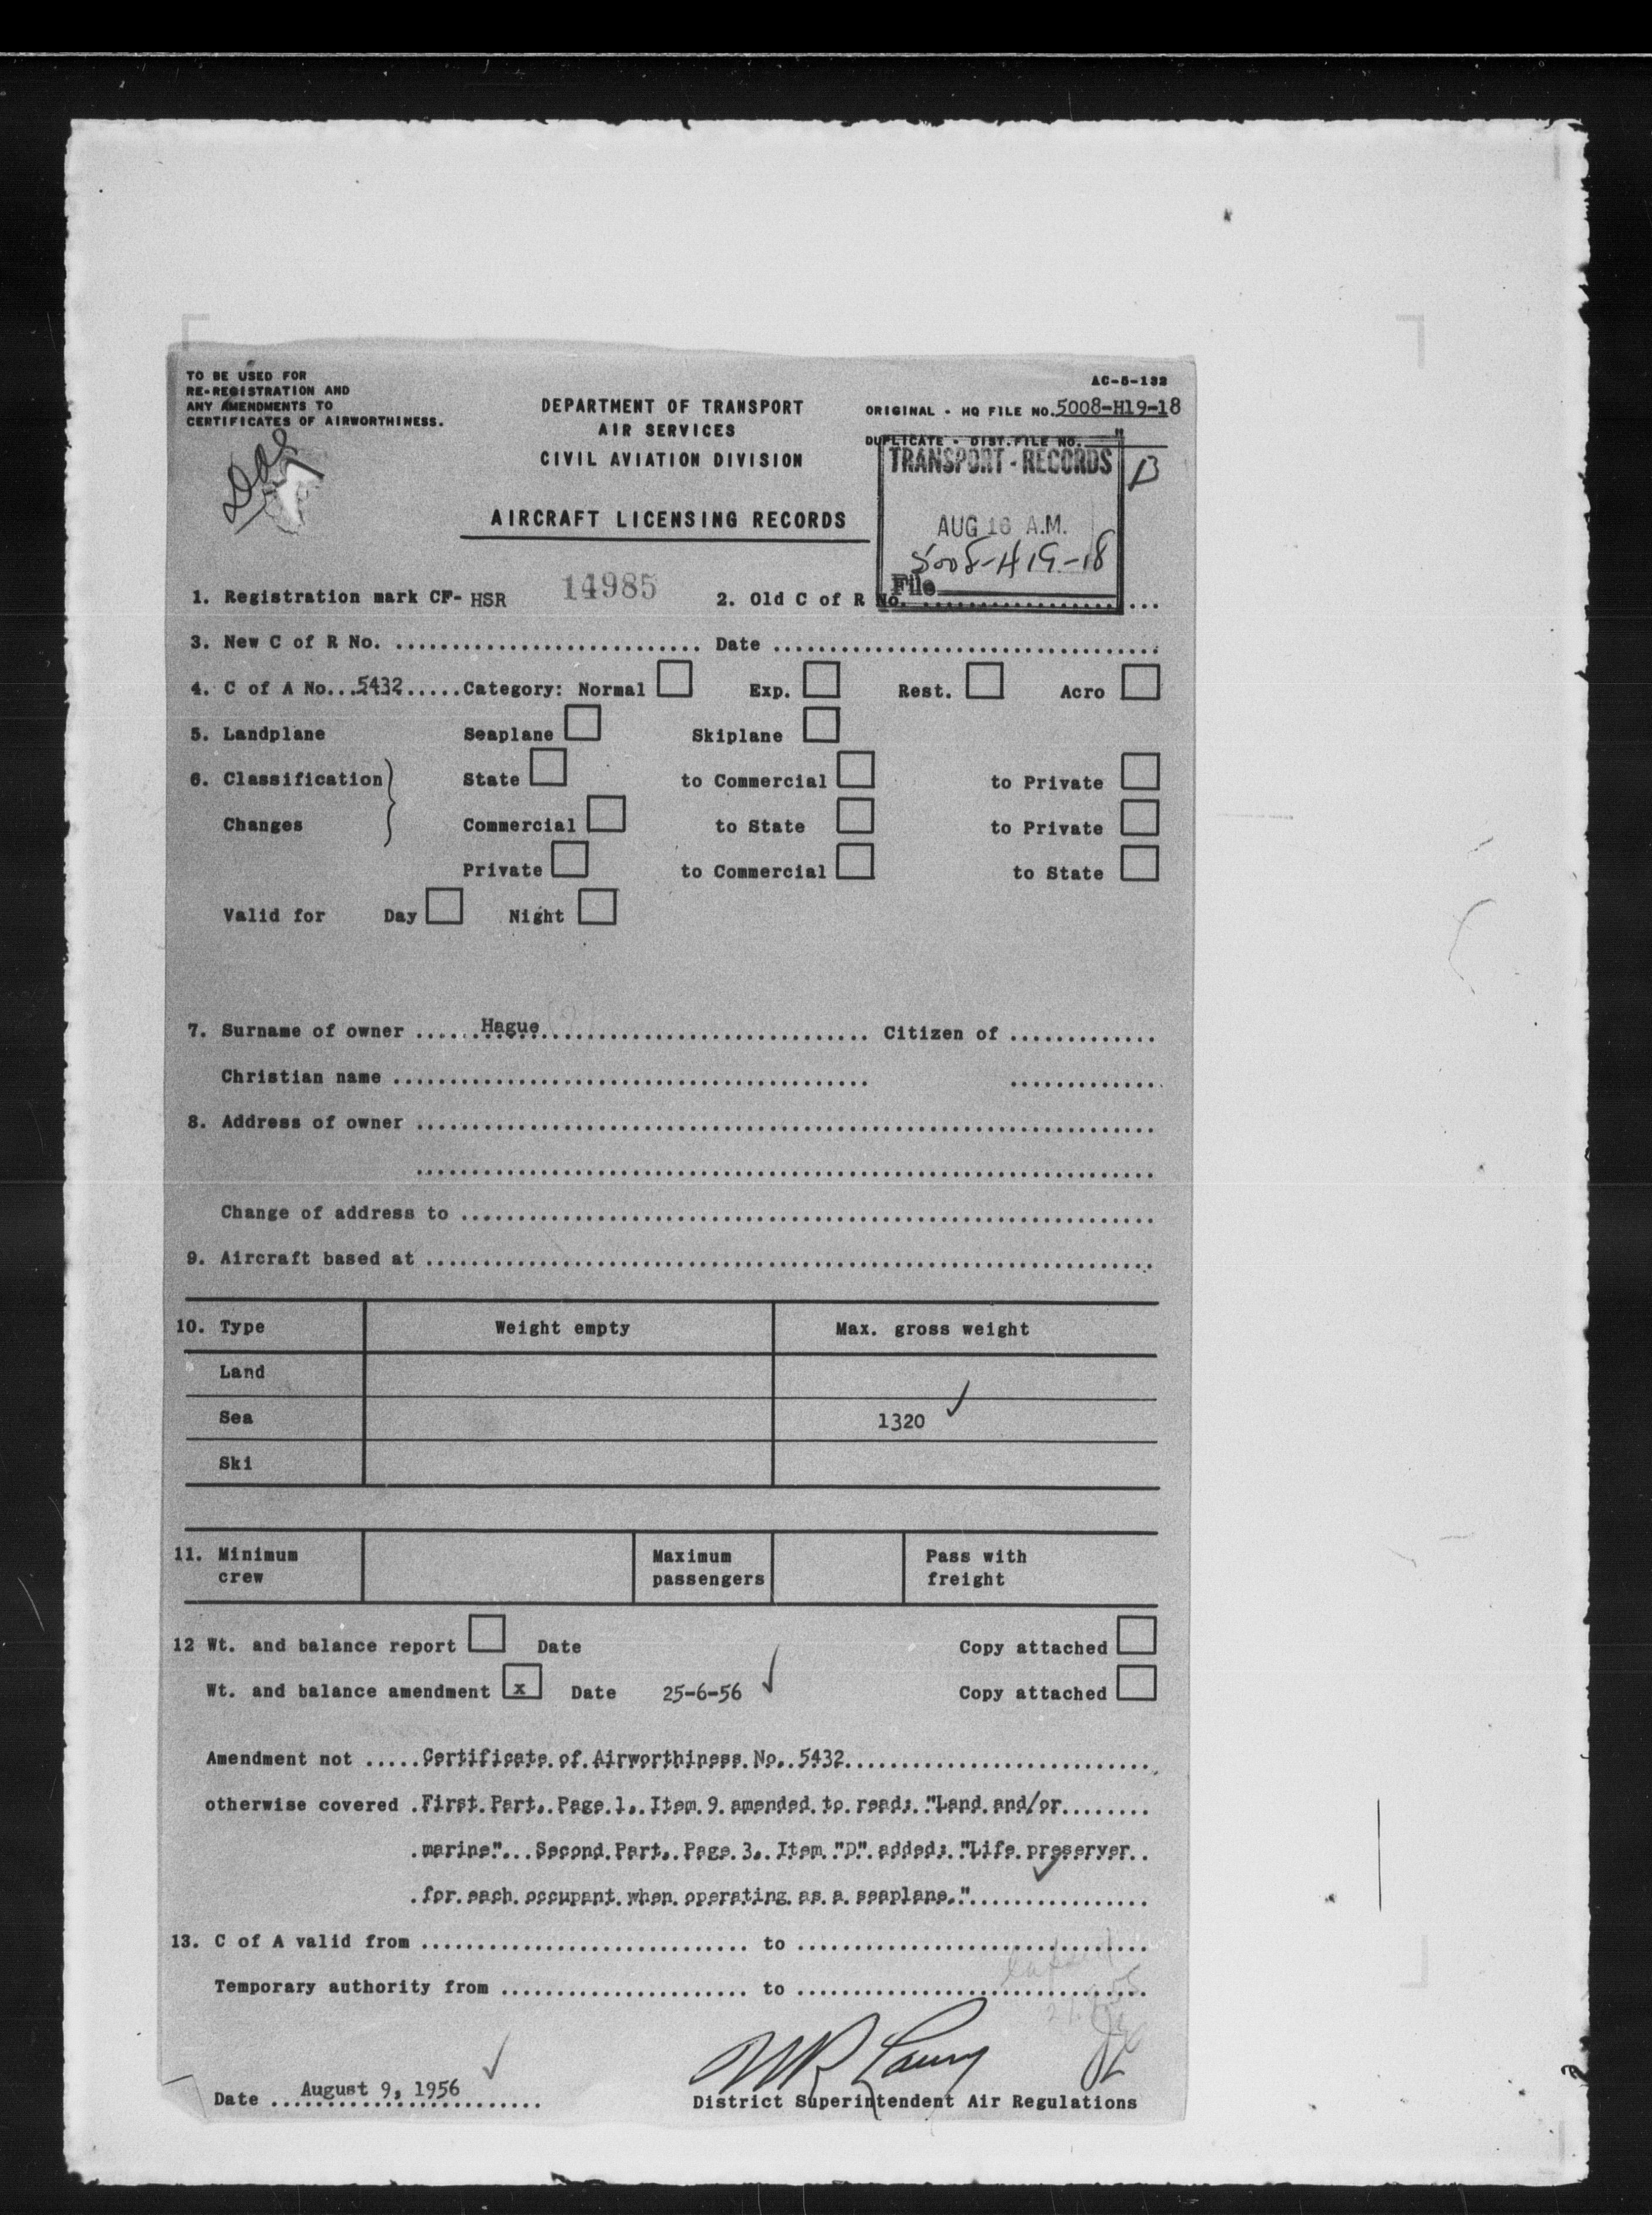 TO BE USED FOR
RE-REGISTRATION AND
ANY AMENDMENTS TO
CERTIFICATES OF AIRWORTHINESS.
DEPARTMENT OF TRANSPORT
AIR SERVICES
CIVIL AVIATION DIVISION
AC-5-132
ORIGINAL - HQ FILE NO. 5008-H19-18
DUPLICATE - DIST. FILE NO. "
TRANSPORT - RECORDS
AIRCRAFT LICENSING RECORDS
AUG 16 A.M.
5008-H19-18
File
1. Registration mark CF- HSR 14985 2. Old C of R No. ....................
3. New C of R No. ........................... Date ..................................
4. C of A No...5432.....Category: Normal Exp. Rest. Acro
5. Landplane Seaplane Skiplane
6. Classification State to Commercial to Private
Changes Commercial to State to Private
Private to Commercial to State
Valid for Day Night
7. Surname of owner .....Hague............................. Citizen of .............
Christian name .......................................... .............
8. Address of owner .................................................................
.................................................................
Change of address to .............................................................
9. Aircraft based at ................................................................
10. Type Weight empty Max. gross weight
Land
Sea 1320 ✓
Ski
11. Minimum crew Maximum passengers Pass with freight
12 Wt. and balance report Date Copy attached
Wt. and balance amendment x Date 25-6-56 ✓ Copy attached
Amendment not .....Certificate of Airworthiness No. 5432...........................
otherwise covered .First Part, Page 1, Item 9 amended to read: "Land and/or........
.marine"... Second Part, Page 3, Item "D" added: "Life preserver..
.for each occupant when operating as a seaplane."................
13. C of A valid from ............................. to ...............................
Temporary authority from ...................... to ...............................
Date August 9, 1956 ✓
District Superintendent Air Regulations